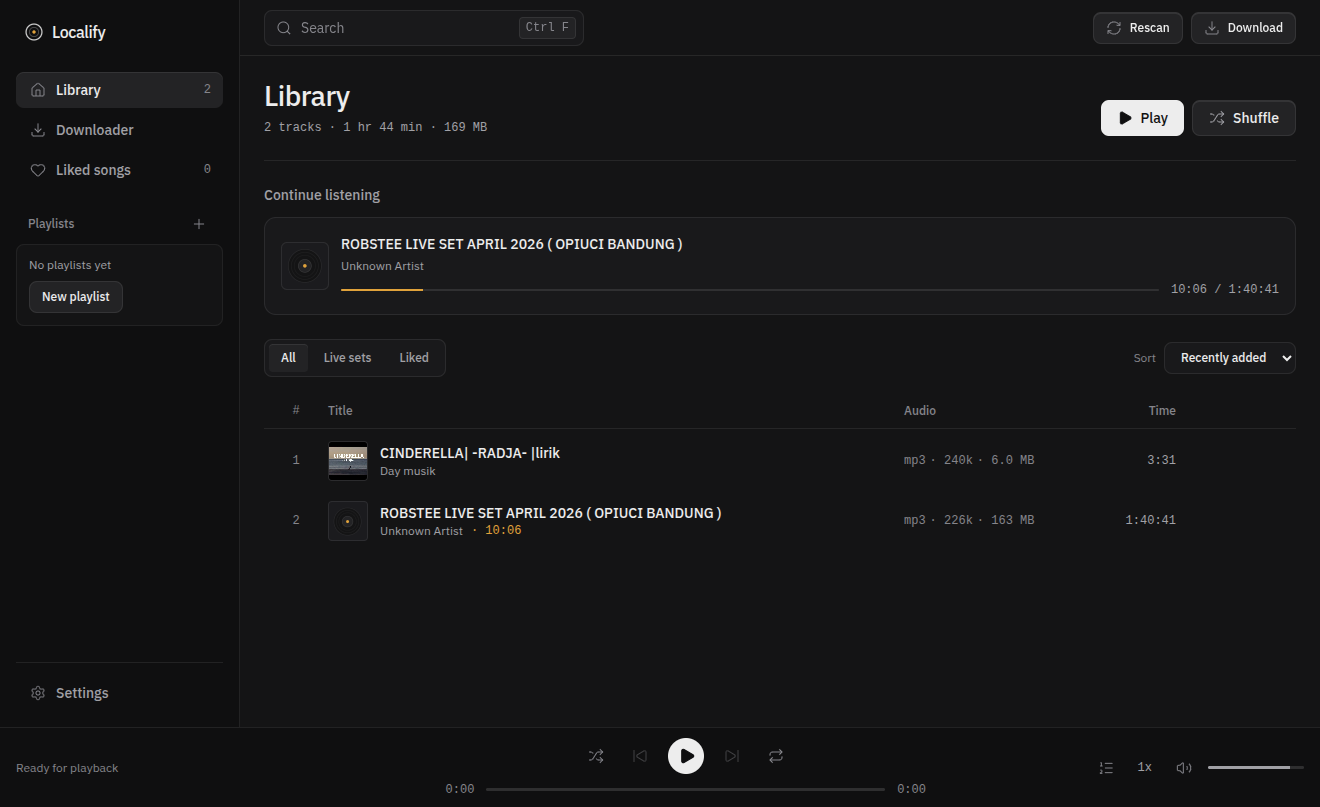 Localify
Search
Ctrl F
Rescan
Download
Library
2
Downloader
Liked songs
0
Playlists
No playlists yet
New playlist
Settings
Library
2 tracks · 1 hr 44 min · 169 MB
Play
Shuffle
Continue listening
ROBSTEE LIVE SET APRIL 2026 ( OPIUCI BANDUNG )
Unknown Artist
10:06 / 1:40:41
All
Live sets
Liked
Sort
Recently added
# Title Audio Time
1 CINDERELLA| -RADJA- |lirik mp3 · 240k · 6.0 MB 3:31
Day musik
2 ROBSTEE LIVE SET APRIL 2026 ( OPIUCI BANDUNG ) mp3 · 226k · 163 MB 1:40:41
Unknown Artist · 10:06
Ready for playback
0:00
0:00
1x